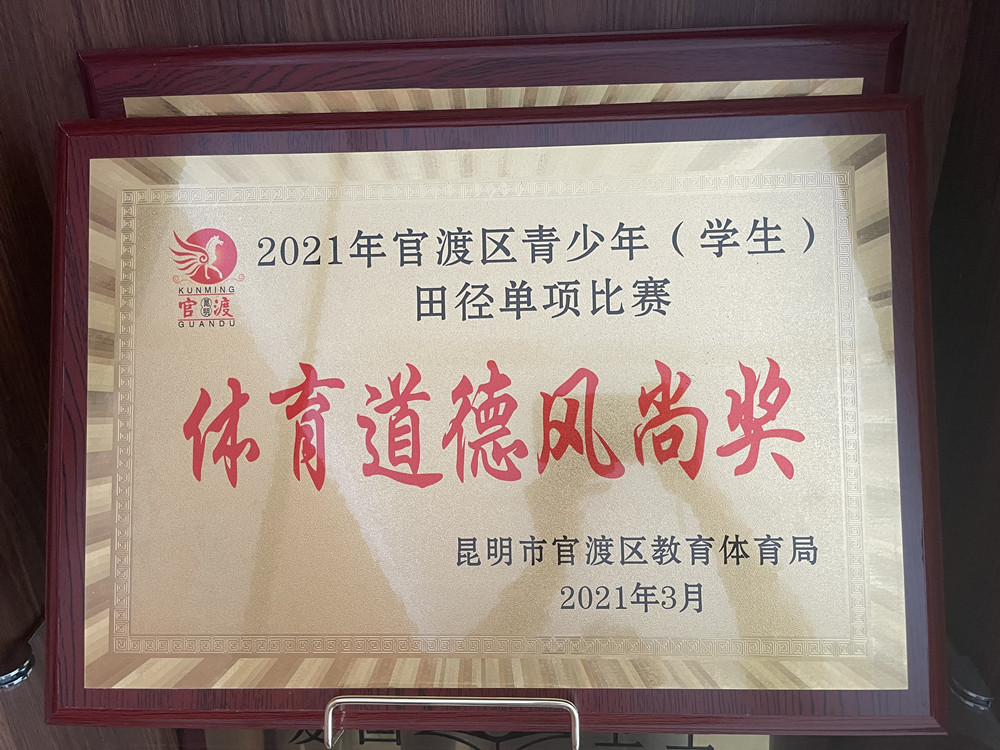 2021年官渡区青少年（学生）
田径单项比赛
KUNMING
官昆明渡
GUANDU
体育道德风尚奖
昆明市官渡区教育体育局
2021年3月